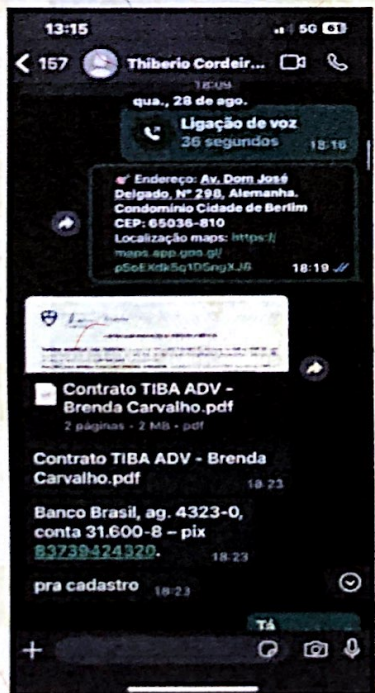 13:15
5G 61
157 Thiberio Cordeir...
18:09
qua., 28 de ago.
Ligação de voz
36 segundos 18:16
Endereço: Av. Dom José
Delgado, Nº 298, Alemanha.
Condomínio Cidade de Berlim
CEP: 65036-810
Localização maps: https://
maps.app.goo.gl/
18:19
Contrato TIBA ADV -
Brenda Carvalho.pdf
2 páginas • 2 MB • pdf
Contrato TIBA ADV - Brenda
Carvalho.pdf
18:23
Banco Brasil, ag. 4323-0,
conta 31.600-8 – pix
83739424320.
18:23
pra cadastro 18:23
Tá